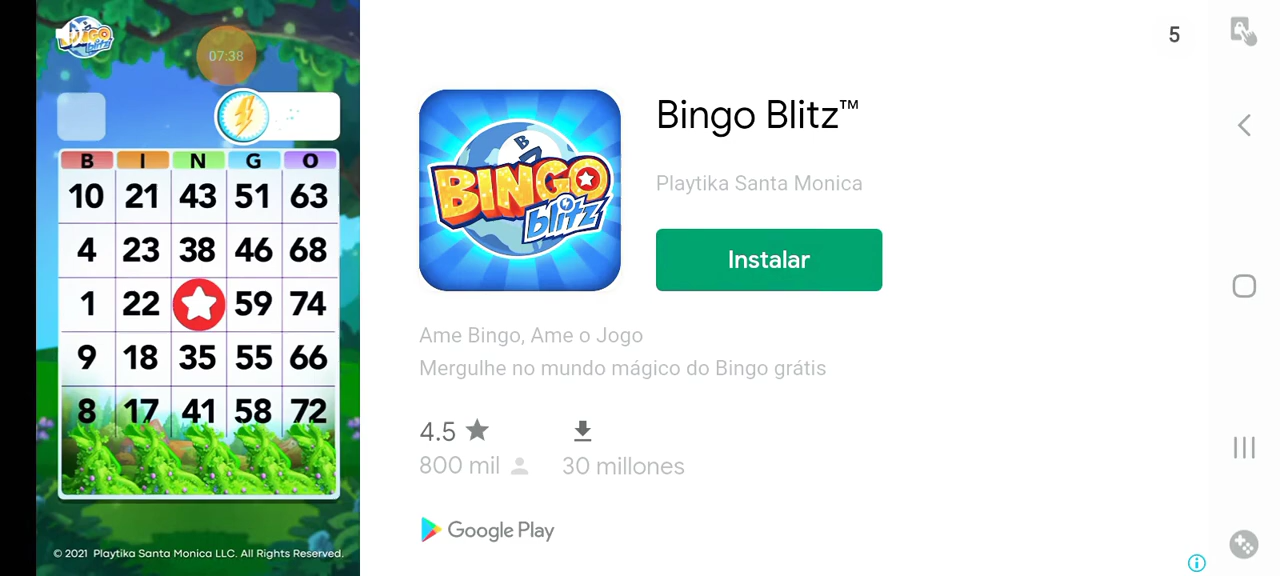 BINGO
blitz
07:38
B I N G O
10 21 43 51 63
4 23 38 46 68
1 22 59 74
9 18 35 55 66
8 17 41 58 72
© 2021 Playtika Santa Monica LLC. All Rights Reserved.
5
B
BINGO
blitz
Bingo Blitz™
Playtika Santa Monica
Instalar
Ame Bingo, Ame o Jogo
Mergulhe no mundo mágico do Bingo grátis
4.5
800 mil
30 millones
Google Play